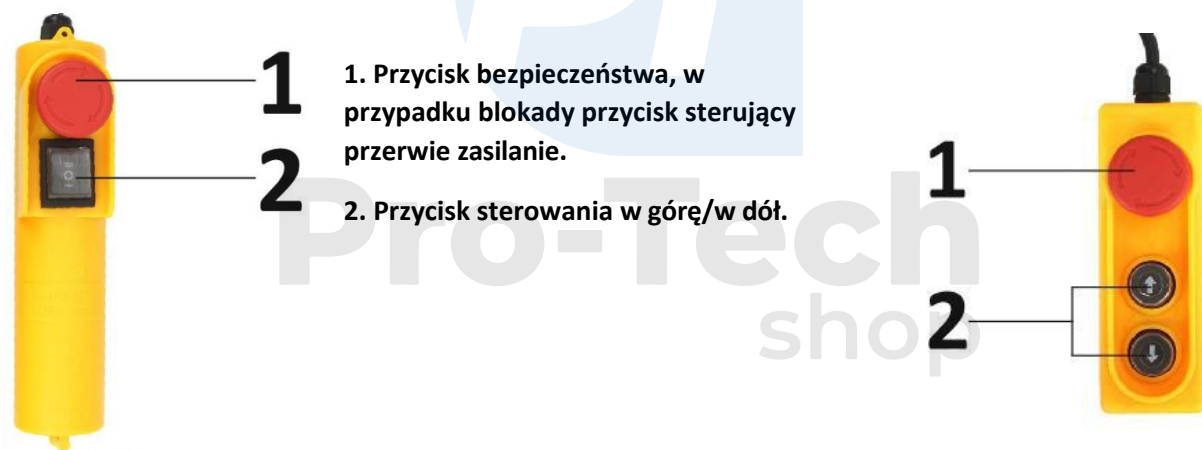 1
2
1. Przycisk bezpieczeństwa, w
przypadku blokady przycisk sterujący
przerwie zasilanie.
2. Przycisk sterowania w górę/w dół.
Pro-Tech
shop
1
2